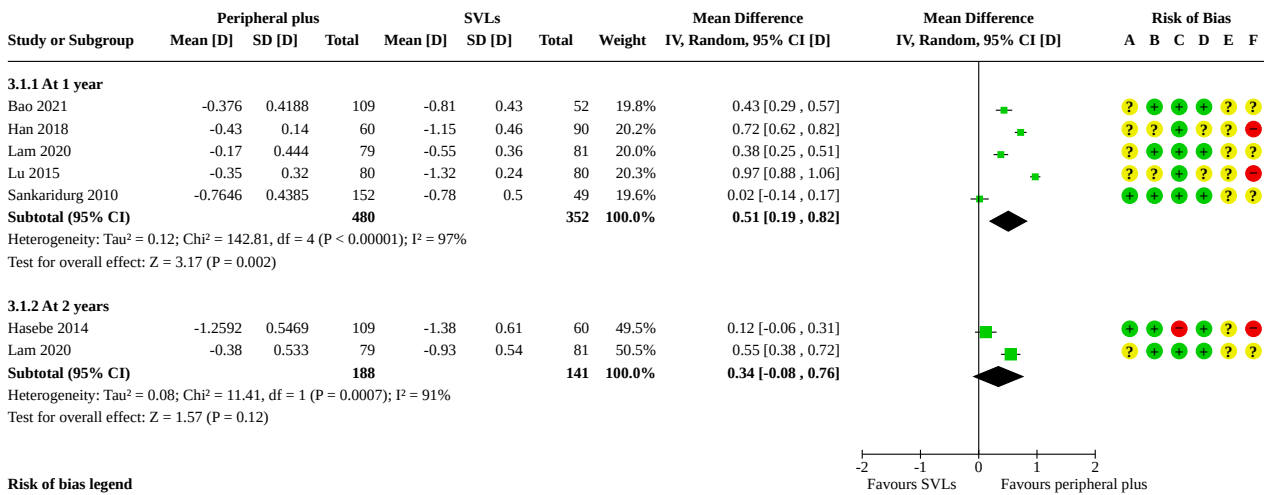 Peripheral plus SVLs Mean Difference Mean Difference Risk of Bias
Study or Subgroup Mean [D] SD [D] Total Mean [D] SD [D] Total Weight IV, Random, 95% CI [D] IV, Random, 95% CI [D] A B C D E F
3.1.1 At 1 year
Bao 2021 -0.376 0.4188 109 -0.81 0.43 52 19.8% 0.43 [0.29 , 0.57] ? + + + ? ?
Han 2018 -0.43 0.14 60 -1.15 0.46 90 20.2% 0.72 [0.62 , 0.82] ? ? + ? ? −
Lam 2020 -0.17 0.444 79 -0.55 0.36 81 20.0% 0.38 [0.25 , 0.51] ? + + + ? ?
Lu 2015 -0.35 0.32 80 -1.32 0.24 80 20.3% 0.97 [0.88 , 1.06] ? ? + ? ? −
Sankaridurg 2010 -0.7646 0.4385 152 -0.78 0.5 49 19.6% 0.02 [-0.14 , 0.17] + + + + ? ?
Subtotal (95% CI) 480 352 100.0% 0.51 [0.19 , 0.82]
Heterogeneity: Tau² = 0.12; Chi² = 142.81, df = 4 (P < 0.00001); I² = 97%
Test for overall effect: Z = 3.17 (P = 0.002)
3.1.2 At 2 years
Hasebe 2014 -1.2592 0.5469 109 -1.38 0.61 60 49.5% 0.12 [-0.06 , 0.31] + + − + ? −
Lam 2020 -0.38 0.533 79 -0.93 0.54 81 50.5% 0.55 [0.38 , 0.72] ? + + + ? ?
Subtotal (95% CI) 188 141 100.0% 0.34 [-0.08 , 0.76]
Heterogeneity: Tau² = 0.08; Chi² = 11.41, df = 1 (P = 0.0007); I² = 91%
Test for overall effect: Z = 1.57 (P = 0.12)
-2 -1 0 1 2
Favours SVLs Favours peripheral plus
Risk of bias legend